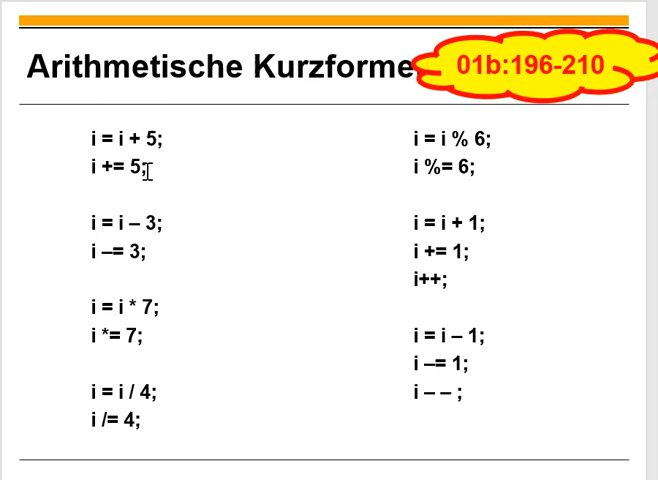 Arithmetische Kurzforme
01b:196-210
i = i + 5;
i += 5;
i = i – 3;
i –= 3;
i = i * 7;
i *= 7;
i = i / 4;
i /= 4;
i = i % 6;
i %= 6;
i = i + 1;
i += 1;
i++;
i = i – 1;
i –= 1;
i – – ;